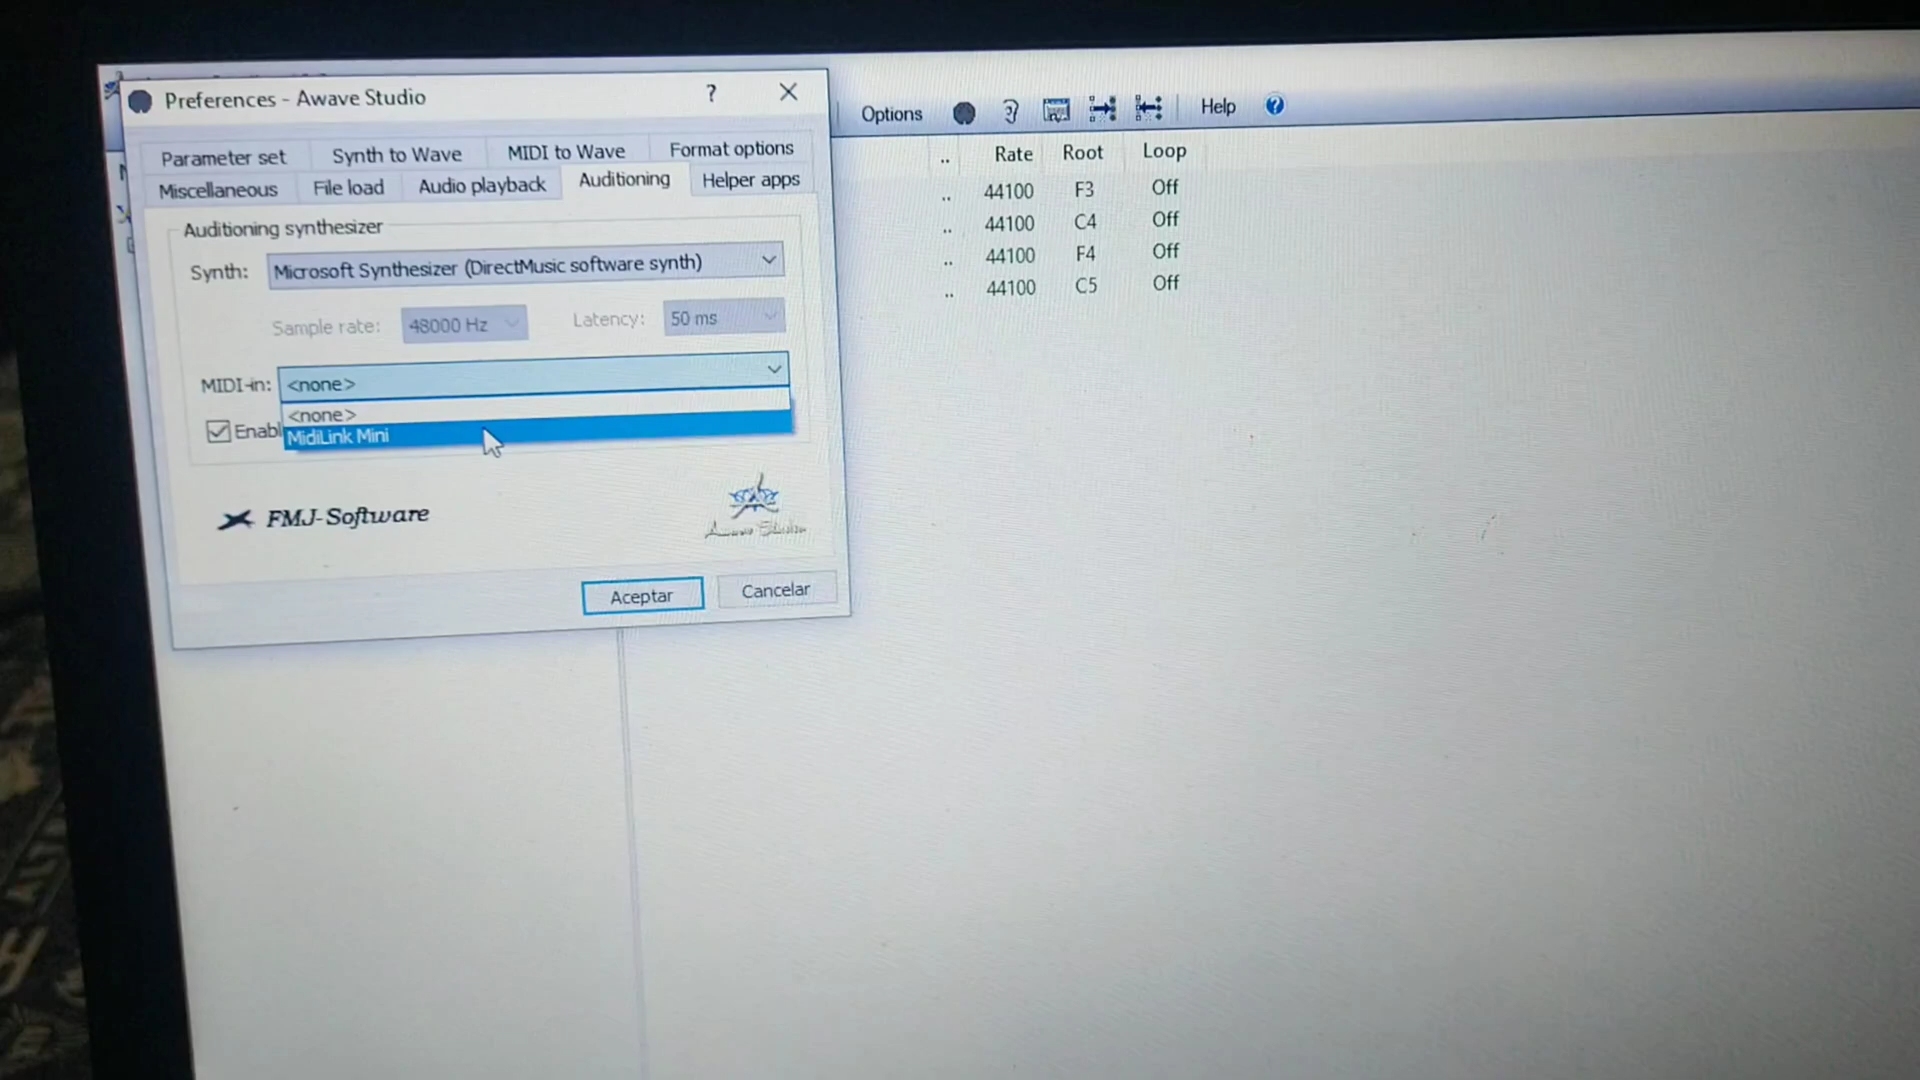 Preferences - Awave Studio ?
Options Help ?
Parameter set Synth to Wave MIDI to Wave Format options
Miscellaneous File load Audio playback Auditioning Helper apps
Auditioning synthesizer
Synth: Microsoft Synthesizer (DirectMusic software synth)
Sample rate: 48000 Hz Latency: 50 ms
MIDI-in: <none>
<none>
Enabl MidiLink Mini
FMJ-Software
Awave Studio
Aceptar Cancelar
.. Rate Root Loop
.. 44100 F3 Off
.. 44100 C4 Off
.. 44100 F4 Off
.. 44100 C5 Off